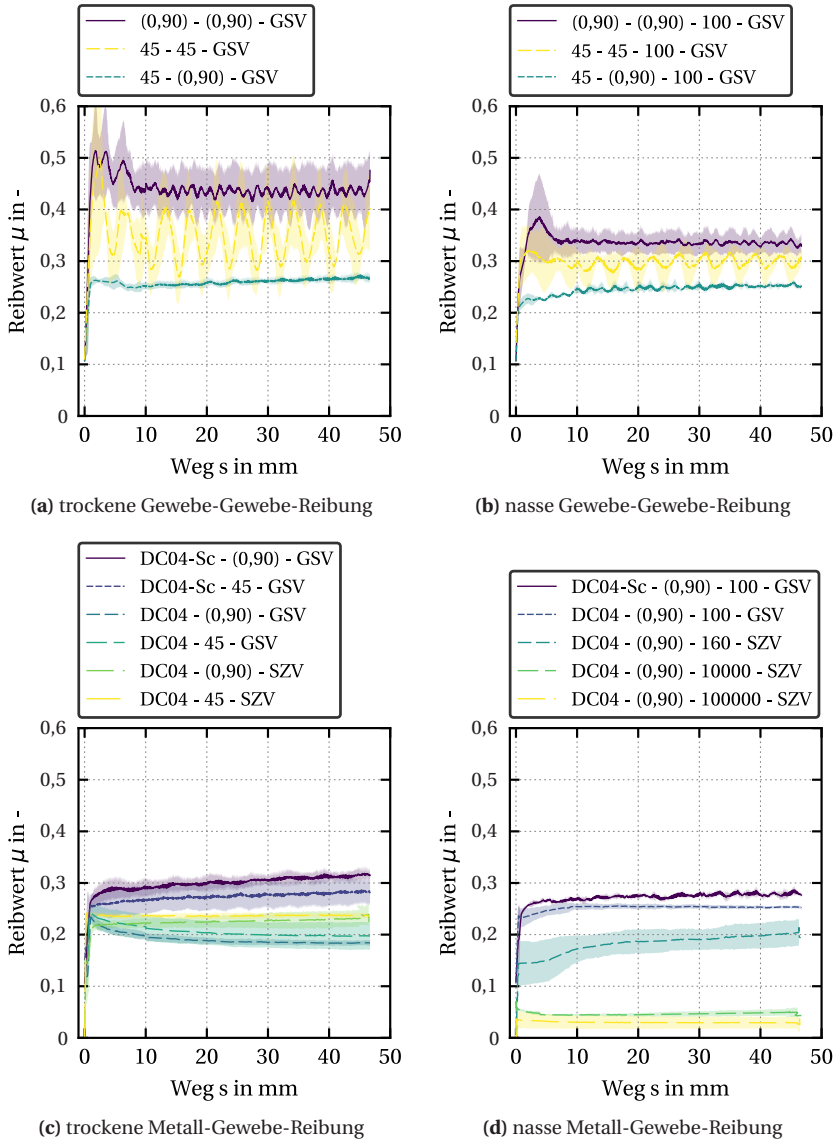 (0,90) - (0,90) - GSV
45 - 45 - GSV
45 - (0,90) - GSV
0,6
0,5
0,4
0,3
0,2
0,1
0
0 10 20 30 40 50
Reibwert μ in -
Weg s in mm
(a) trockene Gewebe-Gewebe-Reibung
(0,90) - (0,90) - 100 - GSV
45 - 45 - 100 - GSV
45 - (0,90) - 100 - GSV
0,6
0,5
0,4
0,3
0,2
0,1
0
0 10 20 30 40 50
Reibwert μ in -
Weg s in mm
(b) nasse Gewebe-Gewebe-Reibung
DC04-Sc - (0,90) - GSV
DC04-Sc - 45 - GSV
DC04 - (0,90) - GSV
DC04 - 45 - GSV
DC04 - (0,90) - SZV
DC04 - 45 - SZV
0,6
0,5
0,4
0,3
0,2
0,1
0
0 10 20 30 40 50
Reibwert μ in -
Weg s in mm
(c) trockene Metall-Gewebe-Reibung
DC04-Sc - (0,90) - 100 - GSV
DC04 - (0,90) - 100 - GSV
DC04 - (0,90) - 160 - SZV
DC04 - (0,90) - 10000 - SZV
DC04 - (0,90) - 100000 - SZV
0,6
0,5
0,4
0,3
0,2
0,1
0
0 10 20 30 40 50
Reibwert μ in -
Weg s in mm
(d) nasse Metall-Gewebe-Reibung